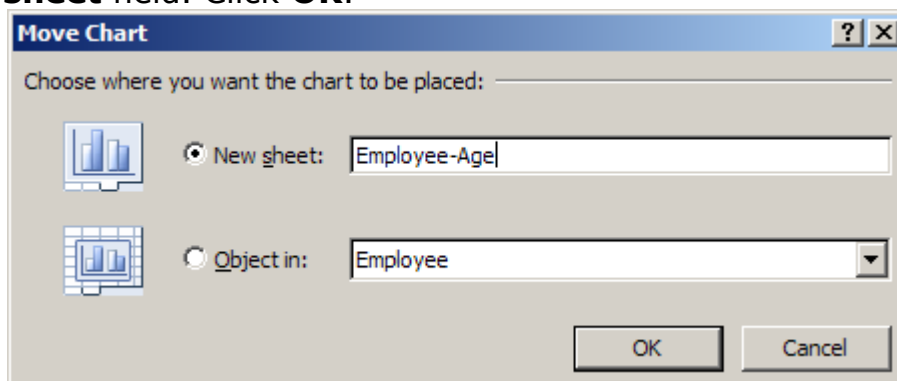 sheet field. Click OK.
Move Chart
Choose where you want the chart to be placed:
New sheet: Employee-Age
Object in: Employee
OK Cancel